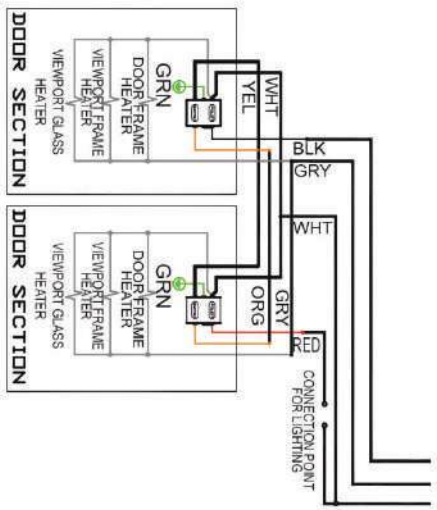 DOOR SECTION
VIEWPORT GLASS
HEATER
VIEWPORT FRAME
HEATER
DOOR FRAME
HEATER
GRN
YEL
WHT
BLK
GRY
DOOR SECTION
VIEWPORT GLASS
HEATER
VIEWPORT FRAME
HEATER
DOOR FRAME
HEATER
GRN
WHT
ORG
GRY
RED
CONNECTION POINT
FOR LIGHTING